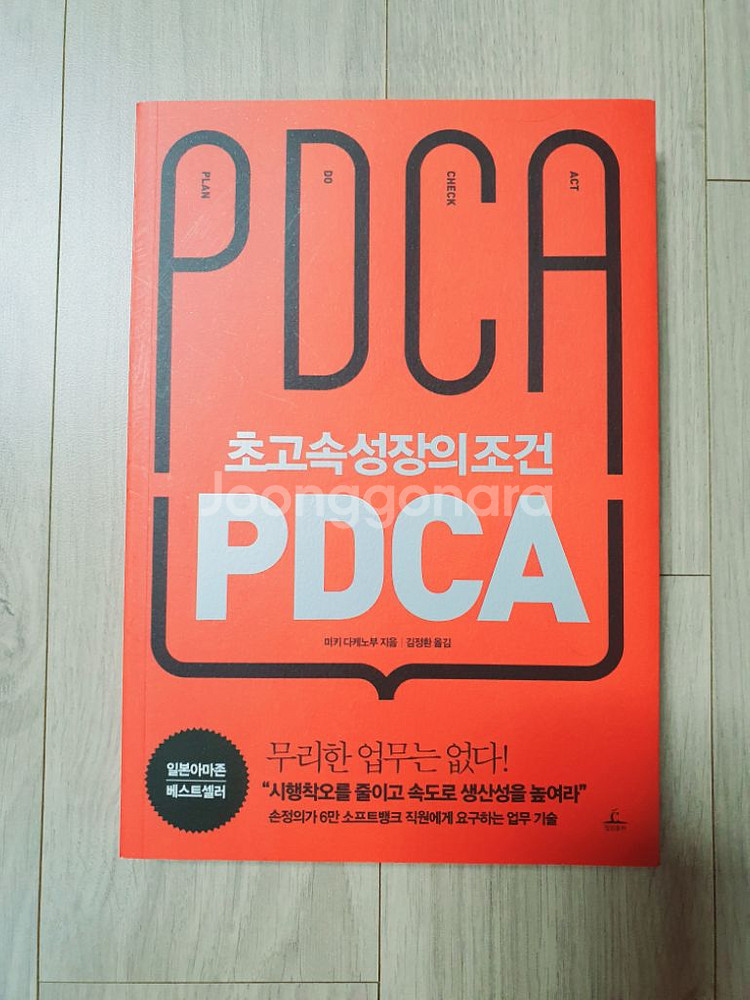 PDCA
PLAN
DO
CHECK
ACT
초고속 성장의 조건
Joonggonara
PDCA
미키 다케노부 지음 | 김정환 옮김
일본아마존
베스트셀러
무리한 업무는 없다!
“시행착오를 줄이고 속도로 생산성을 높여라”
손정의가 6만 소프트뱅크 직원에게 요구하는 업무 기술